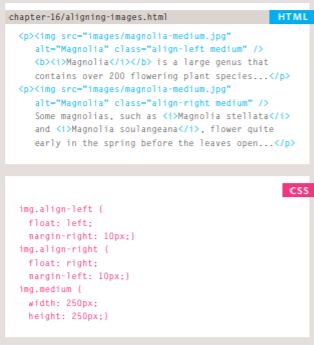 chapter-16/aligning-images.html HTML
<p><img src="images/magnolia-medium.jpg"
alt="Magnolia" class="align-left medium" />
<b><i>Magnolia</i></b> is a large genus that
contains over 200 flowering plant species...</p>
<p><img src="images/magnolia-medium.jpg"
alt="Magnolia" class="align-right medium" />
Some magnolias, such as <i>Magnolia stellata</i>
and <i>Magnolia soulangeana</i>, flower quite
early in the spring before the leaves open...</p>
CSS
img.align-left {
float: left;
margin-right: 10px;}
img.align-right {
float: right;
margin-left: 10px;}
img.medium {
width: 250px;
height: 250px;}